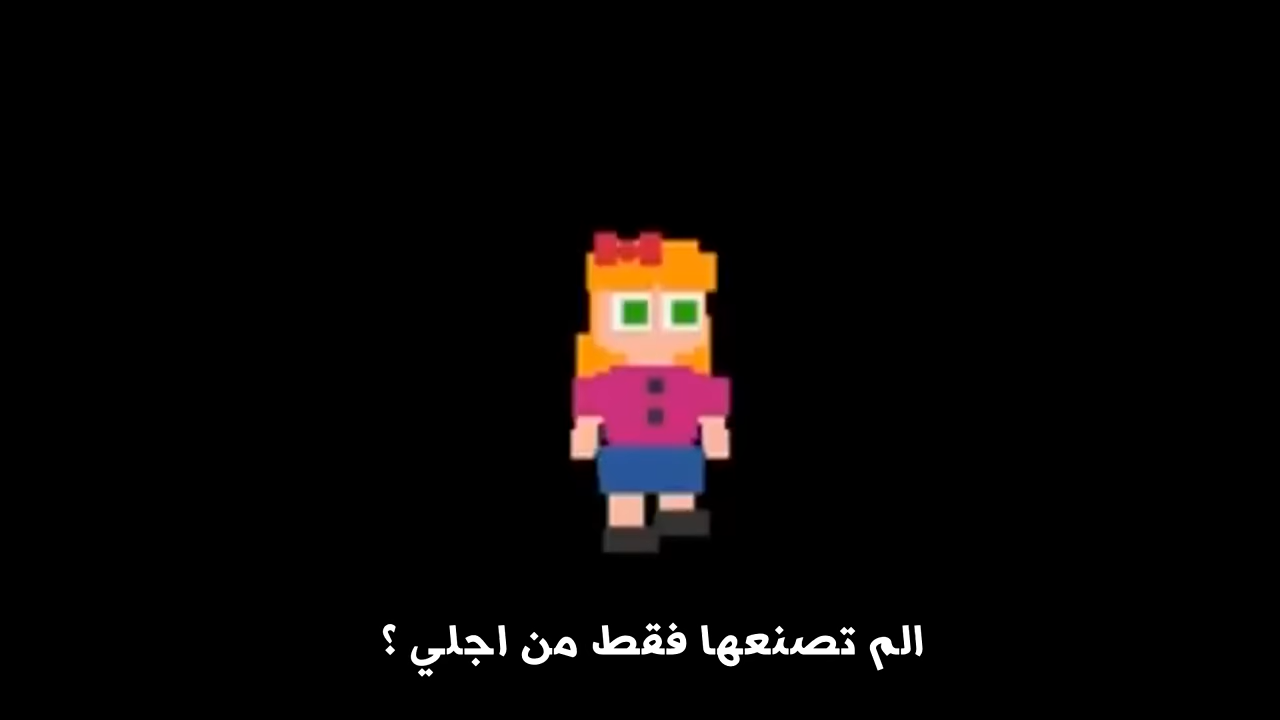 الم تصنعها فقط من اجلي ؟